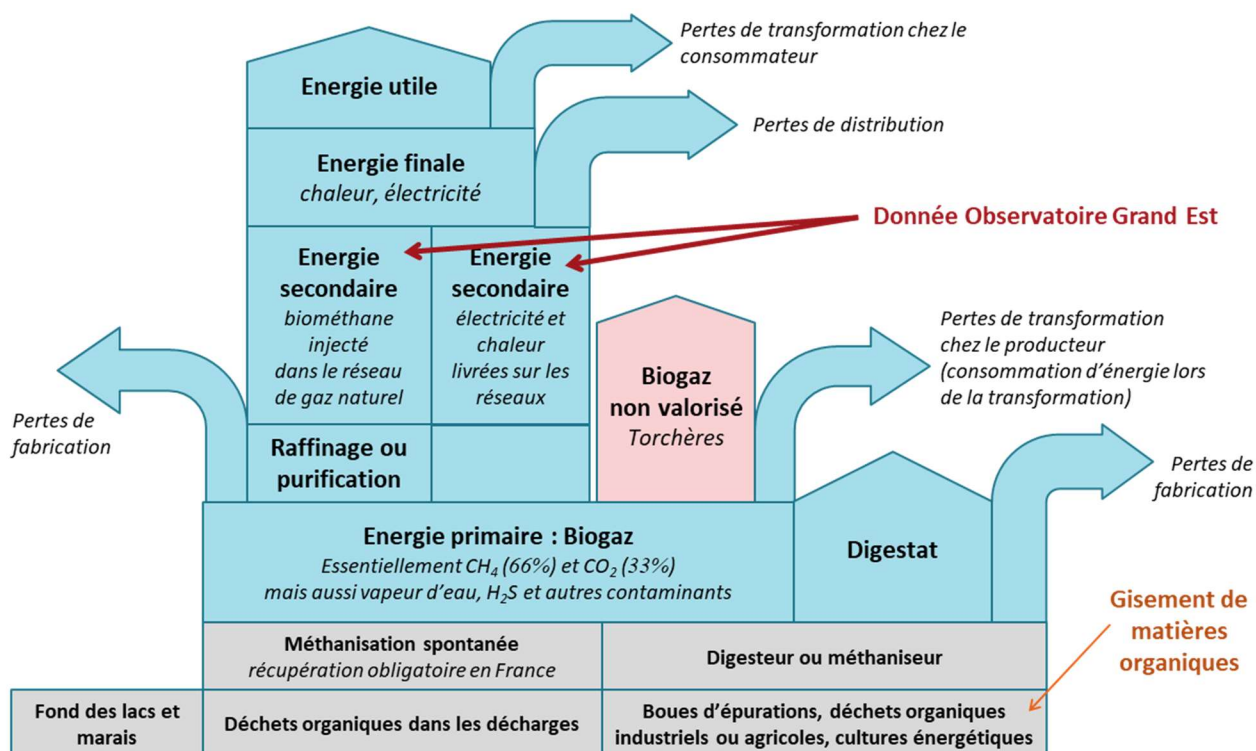 Pertes de transformation chez le
consommateur
Energie utile
Pertes de distribution
Energie finale
chaleur, électricité
Donnée Observatoire Grand Est
Energie
secondaire
biométhane
injecté
dans le réseau
de gaz naturel
Energie
secondaire
électricité et
chaleur
livrées sur les
réseaux
Pertes de transformation
chez le producteur
(consommation d’énergie lors
de la transformation)
Biogaz
non valorisé
Torchères
Pertes de
fabrication
Raffinage ou
purification
Pertes de
fabrication
Energie primaire : Biogaz
Essentiellement CH₄ (66%) et CO₂ (33%)
mais aussi vapeur d’eau, H₂S et autres contaminants
Digestat
Gisement de
matières
organiques
Méthanisation spontanée
récupération obligatoire en France
Digesteur ou méthaniseur
Fond des lacs et
marais
Déchets organiques dans les décharges
Boues d’épurations, déchets organiques
industriels ou agricoles, cultures énergétiques